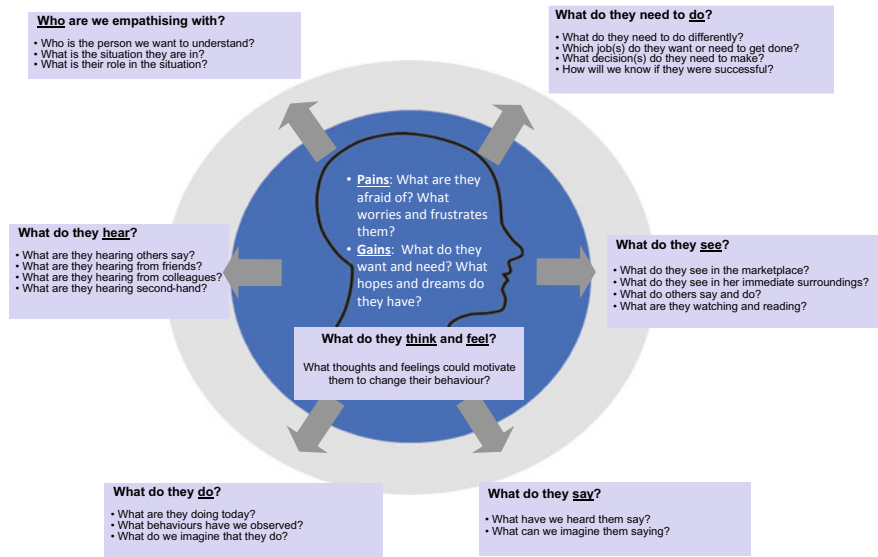 Who are we empathising with?
• Who is the person we want to understand?
• What is the situation they are in?
• What is their role in the situation?
What do they need to do?
• What do they need to do differently?
• Which job(s) do they want or need to get done?
• What decision(s) do they need to make?
• How will we know if they were successful?
• Pains: What are they
afraid of? What
worries and frustrates
them?
• Gains: What do they
want and need? What
hopes and dreams do
they have?
What do they hear?
• What are they hearing others say?
• What are they hearing from friends?
• What are they hearing from colleagues?
• What are they hearing second-hand?
What do they see?
• What do they see in the marketplace?
• What do they see in her immediate surroundings?
• What do others say and do?
• What are they watching and reading?
What do they think and feel?
What thoughts and feelings could motivate
them to change their behaviour?
What do they do?
• What are they doing today?
• What behaviours have we observed?
• What do we imagine that they do?
What do they say?
• What have we heard them say?
• What can we imagine them saying?